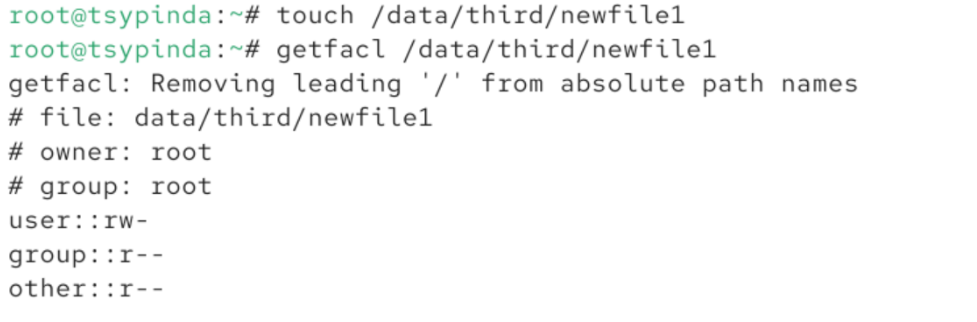 root@tsypinda:~# touch /data/third/newfile1
root@tsypinda:~# getfacl /data/third/newfile1
getfacl: Removing leading '/' from absolute path names
# file: data/third/newfile1
# owner: root
# group: root
user::rw-
group::r--
other::r--